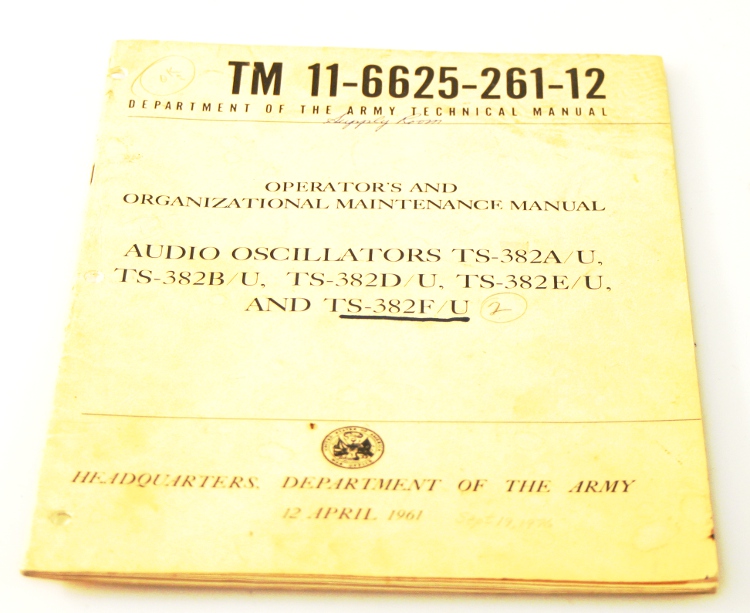 TM 11-6625-261-12
DEPARTMENT OF THE ARMY TECHNICAL MANUAL
Supply Room
OPERATOR'S AND
ORGANIZATIONAL MAINTENANCE MANUAL
AUDIO OSCILLATORS TS-382A/U,
TS-382B/U, TS-382D/U, TS-382E/U,
AND TS-382F/U 2
HEADQUARTERS, DEPARTMENT OF THE ARMY
12 APRIL 1961